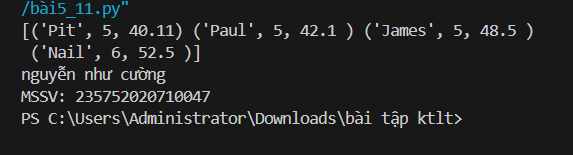 /bài5_11.py"
[('Pit', 5, 40.11) ('Paul', 5, 42.1 ) ('James', 5, 48.5 )
 ('Nail', 6, 52.5 )]
nguyễn như cường
MSSV: 235752020710047
PS C:\Users\Administrator\Downloads\bài tập ktlt>